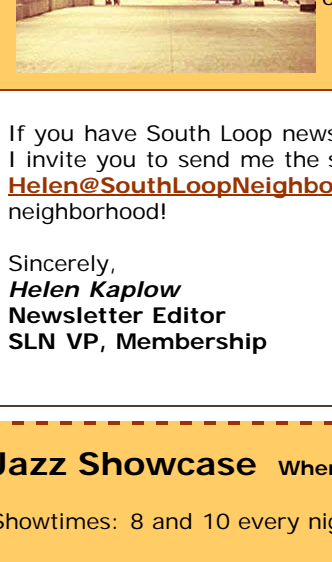 If you have South Loop news
I invite you to send me the
Helen@SouthLoopNeighbo
neighborhood!
Sincerely,
Helen Kaplow
Newsletter Editor
SLN VP, Membership
Jazz Showcase
Showtimes: 8 and 10 every